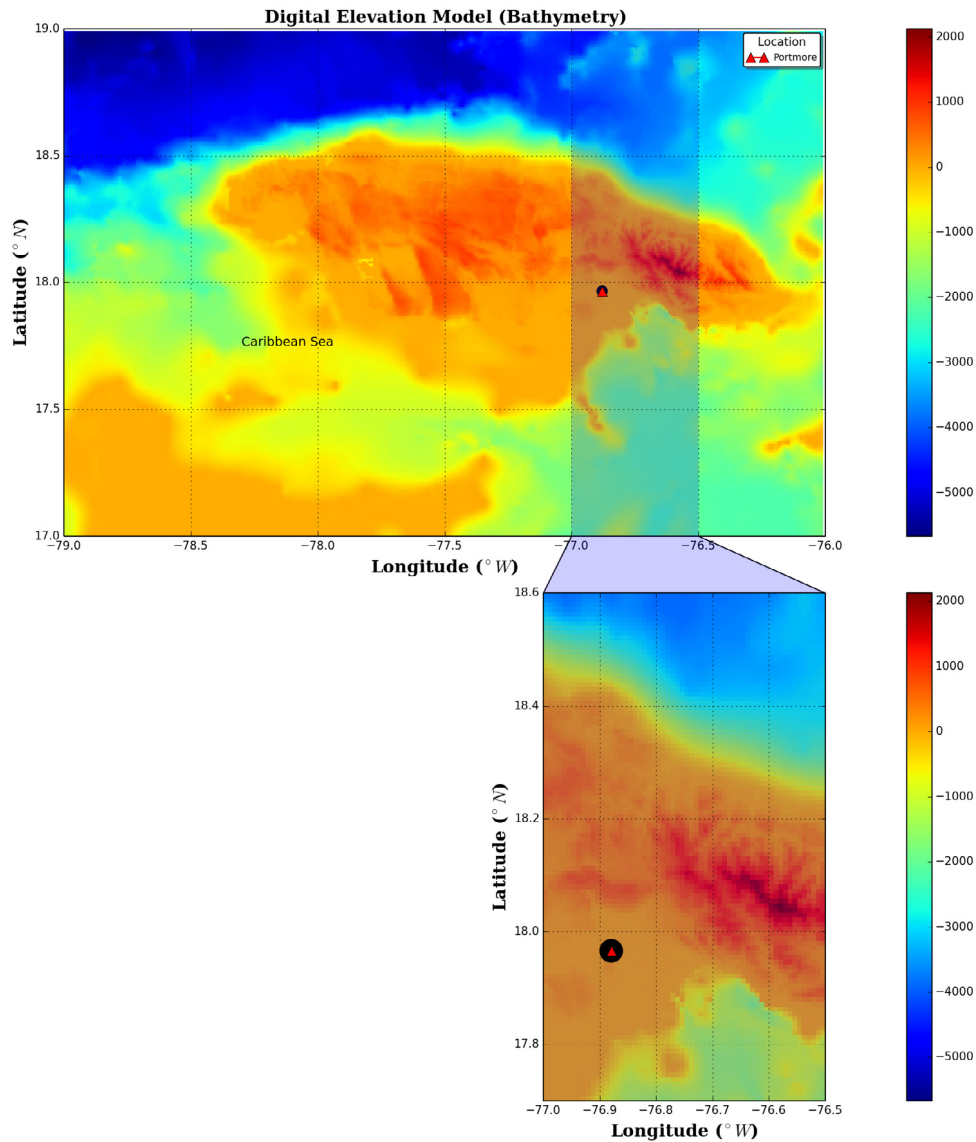 Digital Elevation Model (Bathymetry)
19.0
18.5
18.0
17.5
17.0
Latitude (° N)
Location
Portmore
Caribbean Sea
−79.0 −78.5 −78.0 −77.5 −77.0 −76.5 −76.0
Longitude (° W)
2000
1000
0
−1000
−2000
−3000
−4000
−5000
18.6
18.4
18.2
18.0
17.8
Latitude (° N)
−77.0 −76.9 −76.8 −76.7 −76.6 −76.5
Longitude (° W)
2000
1000
0
−1000
−2000
−3000
−4000
−5000